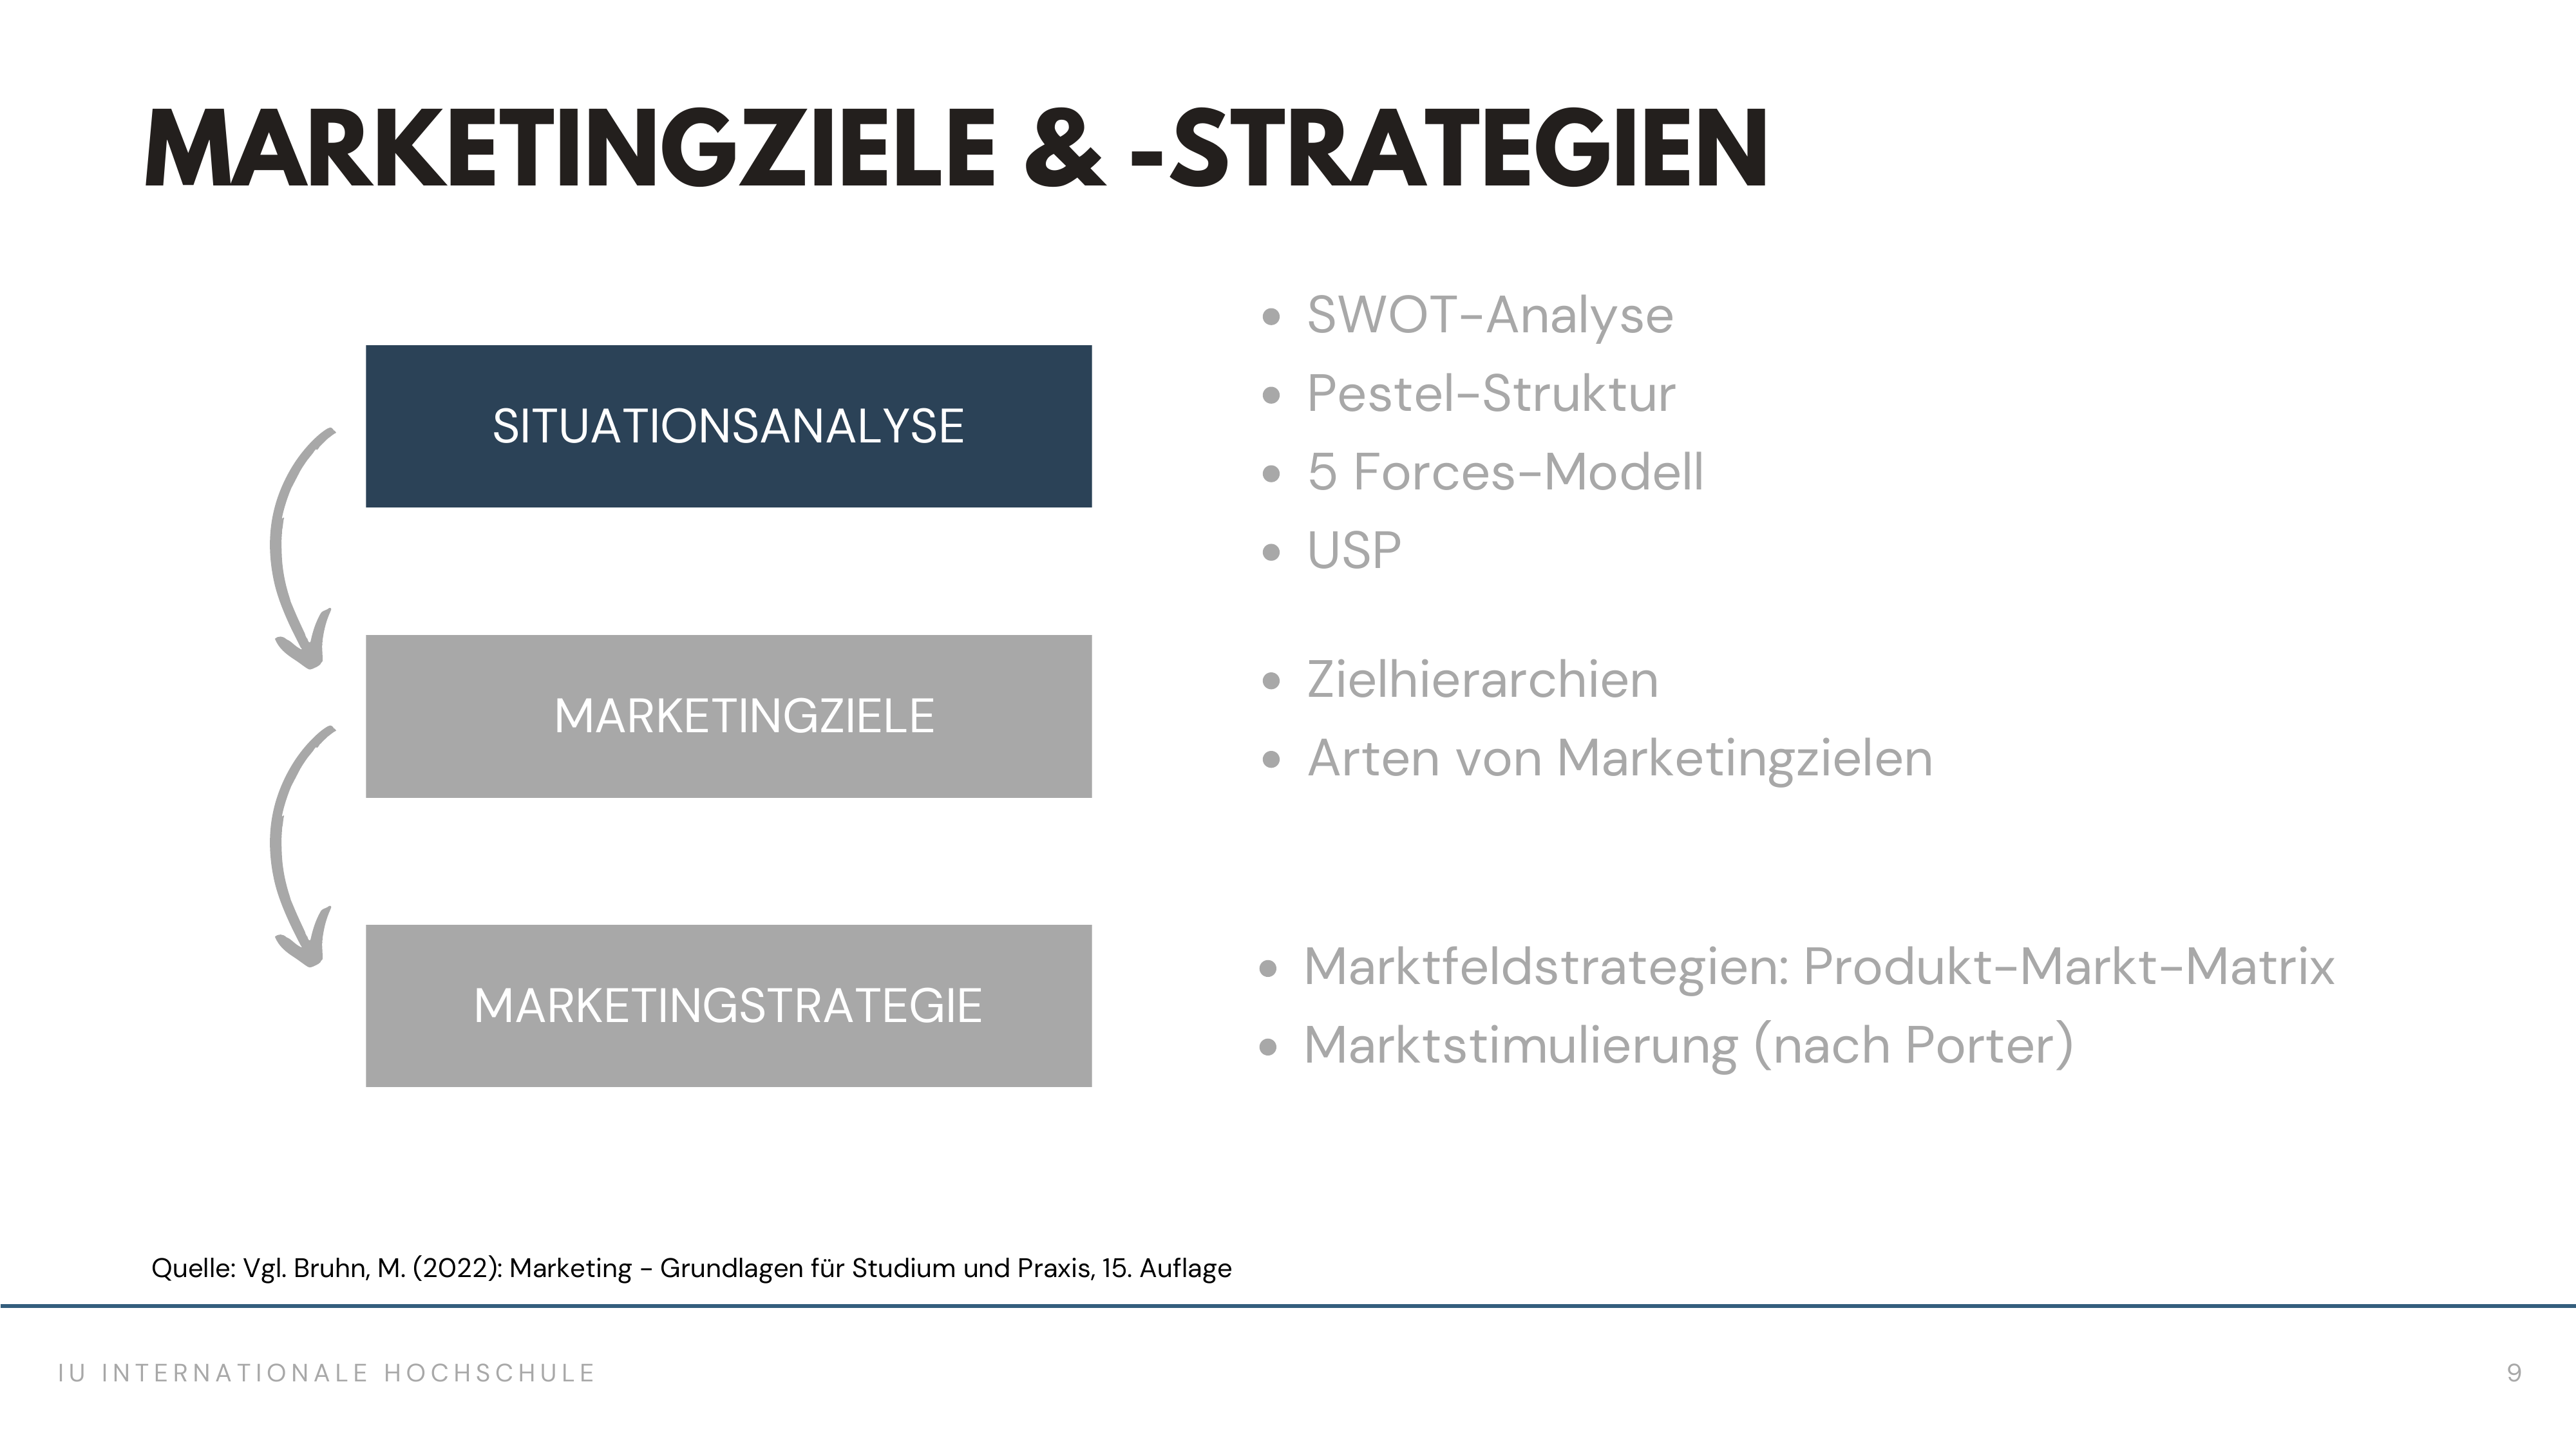 MARKETINGZIELE & -STRATEGIEN
SITUATIONSANALYSE
• SWOT-Analyse
• Pestel-Struktur
• 5 Forces-Modell
• USP
MARKETINGZIELE
• Zielhierarchien
• Arten von Marketingzielen
MARKETINGSTRATEGIE
• Marktfeldstrategien: Produkt-Markt-Matrix
• Marktstimulierung (nach Porter)
Quelle: Vgl. Bruhn, M. (2022): Marketing - Grundlagen für Studium und Praxis, 15. Auflage
IU INTERNATIONALE HOCHSCHULE
9